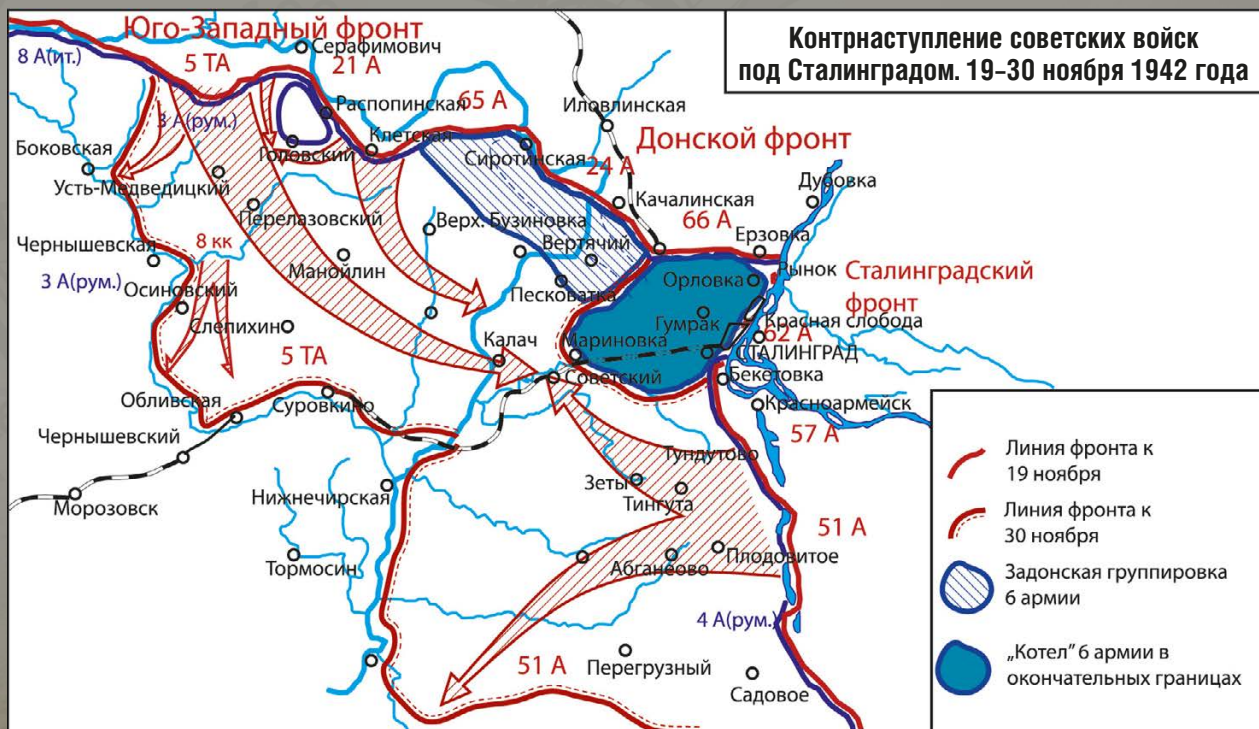 Контрнаступление советских войск
под Сталинградом. 19–30 ноября 1942 года
Юго-Западный фронт
Серафимович
8 А(ит.)
5 ТА
21 А
Распопинская
65 А
Иловлинская
3 А(рум.)
Клетская
Донской фронт
Боковская
Головский
Сиротинская
24 А
Дубовка
Усть-Медведицкий
Качалинская
Перелазовский
Верх. Бузиновка
66 А
Ерзовка
Чернышевская
8 кк
Вертячий
Манойлин
Рынок
Сталинградский
фронт
3 А(рум.)
Осиновский
Песковатка
Орловка
Слепихин
Гумрак
Красная слобода
62 А
Калач
Мариновка
СТАЛИНГРАД
5 ТА
Советский
Бекетовка
Обливская
Суровкино
Красноармейск
57 А
Чернышевский
Тундутово
Зеты
Нижнечирская
Тингута
Морозовск
51 А
Тормосин
Абганеово
Плодовитое
4 А(рум.)
51 А
Перегрузный
Садовое
Линия фронта к
19 ноября
Линия фронта к
30 ноября
Задонская группировка
6 армии
„Котел” 6 армии в
окончательных границах